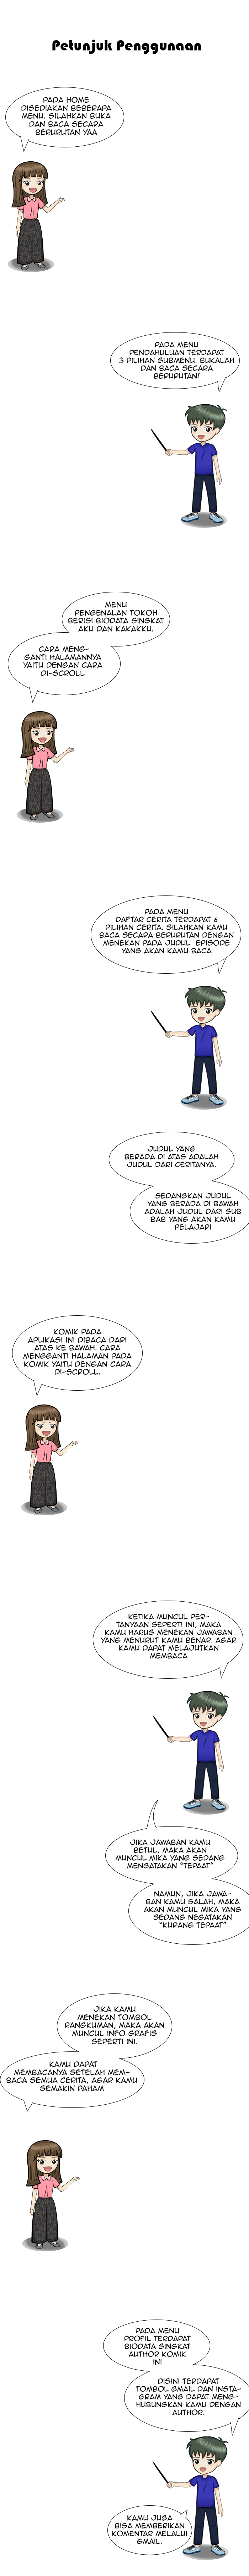 Petunjuk Penggunaan
PADA HOME
DISEDIAKAN BEBERAPA
MENU. SILAHKAN BUKA
DAN BACA SECARA
BERURUTAN YAA
PADA MENU
PENDAHULUAN TERDAPAT
3 PILIHAN SUBMENU. BUKALAH
DAN BACA SECARA
BERURUTAN!
MENU
PENGENALAN TOKOH
BERISI BIODATA SINGKAT
AKU DAN KAKAKKU.
CARA MENG-
GANTI HALAMANNYA
YAITU DENGAN CARA
DI-SCROLL
PADA MENU
DAFTAR CERITA TERDAPAT 6
PILIHAN CERITA. SILAHKAN KAMU
BACA SECARA BERURUTAN DENGAN
MENEKAN PADA JUDUL EPISODE
YANG AKAN KAMU BACA
JUDUL YANG
BERADA DI ATAS ADALAH
JUDUL DARI CERITANYA.
SEDANGKAN JUDUL
YANG BERADA DI BAWAH
ADALAH JUDUL DARI SUB
BAB YANG AKAN KAMU
PELAJARI
KOMIK PADA
APLIKASI INI DIBACA DARI
ATAS KE BAWAH. CARA
MENGGANTI HALAMAN PADA
KOMIK YAITU DENGAN CARA
DI-SCROLL.
KETIKA MUNCUL PER-
TANYAAN SEPERTI INI, MAKA
KAMU HARUS MENEKAN JAWABAN
YANG MENURUT KAMU BENAR. AGAR
KAMU DAPAT MELAJUTKAN
MEMBACA
JIKA JAWABAN KAMU
BETUL, MAKA AKAN
MUNCUL MIKA YANG SEDANG
MENGATAKAN "TEPAAT"
NAMUN, JIKA JAWA-
BAN KAMU SALAH, MAKA
AKAN MUNCUL MIKA YANG
SEDANG NEGATAKAN
"KURANG TEPAAT"
JIKA KAMU
MENEKAN TOMBOL
RANGKUMAN, MAKA AKAN
MUNCUL INFO GRAFIS
SEPERTI INI.
KAMU DAPAT
MEMBACANYA SETELAH MEM-
BACA SEMUA CERITA, AGAR KAMU
SEMAKIN PAHAM
PADA MENU
PROFIL TERDAPAT
BIODATA SINGKAT
AUTHOR KOMIK
INI
DISINI TERDAPAT
TOMBOL GMAIL DAN INSTA-
GRAM YANG DAPAT MENG-
HUBUNGKAN KAMU DENGAN
AUTHOR.
KAMU JUGA
BISA MEMBERIKAN
KOMENTAR MELALUI
GMAIL.